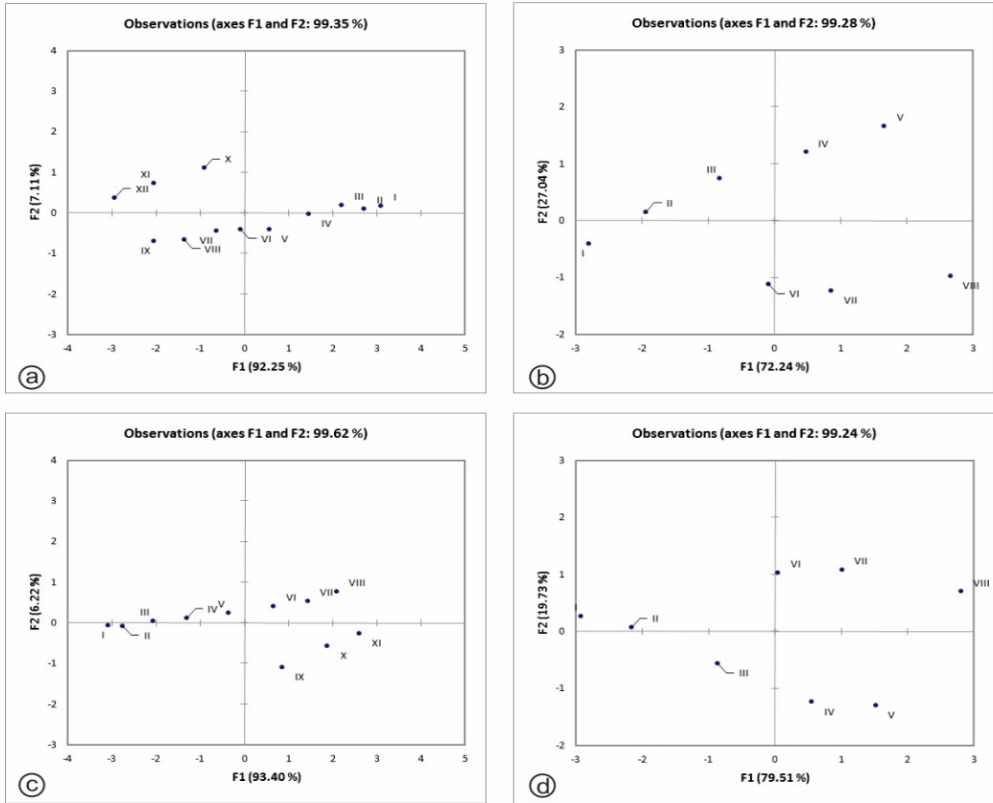 Observations (axes F1 and F2: 99.35 %)
4
3
2
1
0
-1
-2
-3
F2 (7.11 %)
X
XI
XII
I
II
III
IV
V
VI
VII
VIII
IX
-4 -3 -2 -1 0 1 2 3 4 5
F1 (92.25 %)
a
Observations (axes F1 and F2: 99.28 %)
3
2
1
0
-1
-2
F2 (27.04 %)
V
IV
III
II
I
VI
VII
VIII
-3 -2 -1 0 1 2 3
F1 (72.24 %)
b
Observations (axes F1 and F2: 99.62 %)
4
3
2
1
0
-1
-2
-3
F2 (6.22 %)
I
II
III
IV
V
VI
VII
VIII
IX
X
XI
-4 -3 -2 -1 0 1 2 3 4 5
F1 (93.40 %)
c
Observations (axes F1 and F2: 99.24 %)
3
2
1
0
-1
-2
F2 (19.73 %)
I
II
III
IV
V
VI
VII
VIII
-3 -2 -1 0 1 2 3
F1 (79.51 %)
d